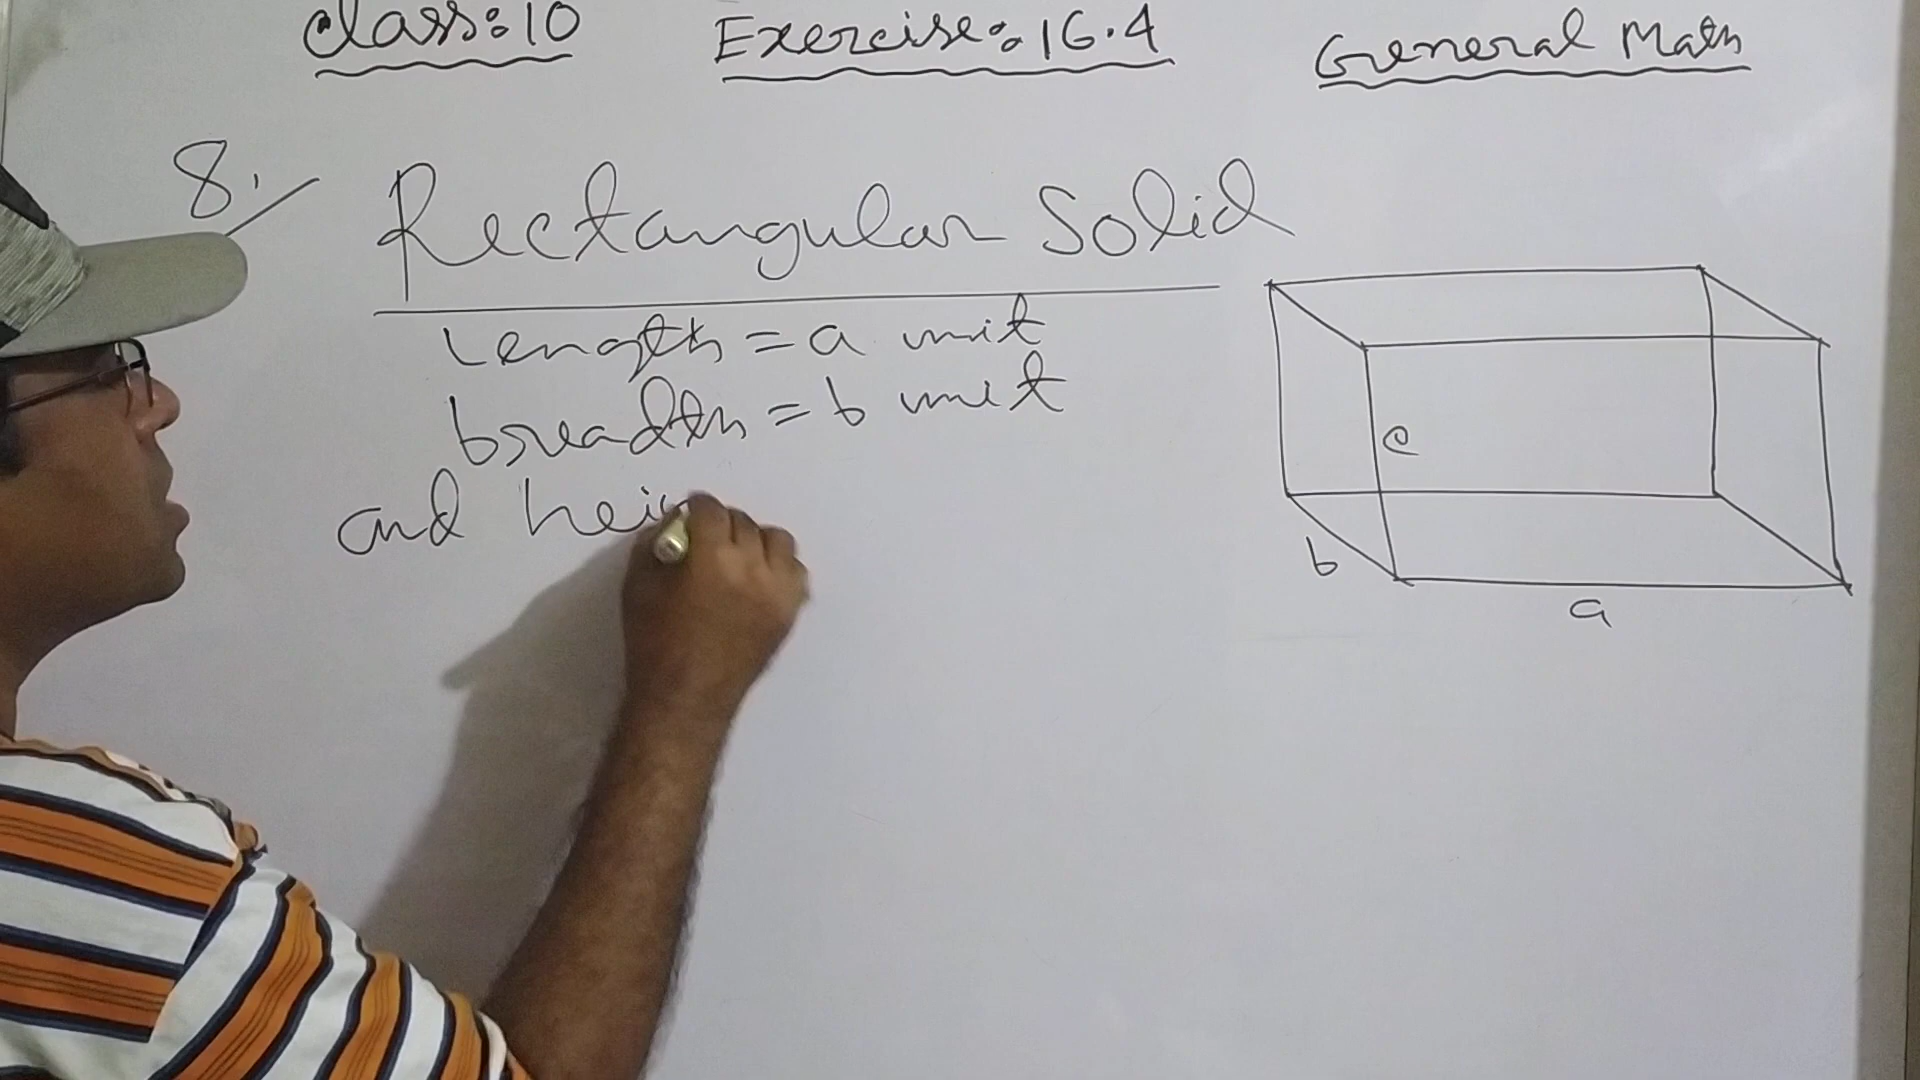 Class: 10 Exercise: 16.4 General Math
8. Rectangular Solid
Length = a unit
breadth = b unit
and hei
c
b
a